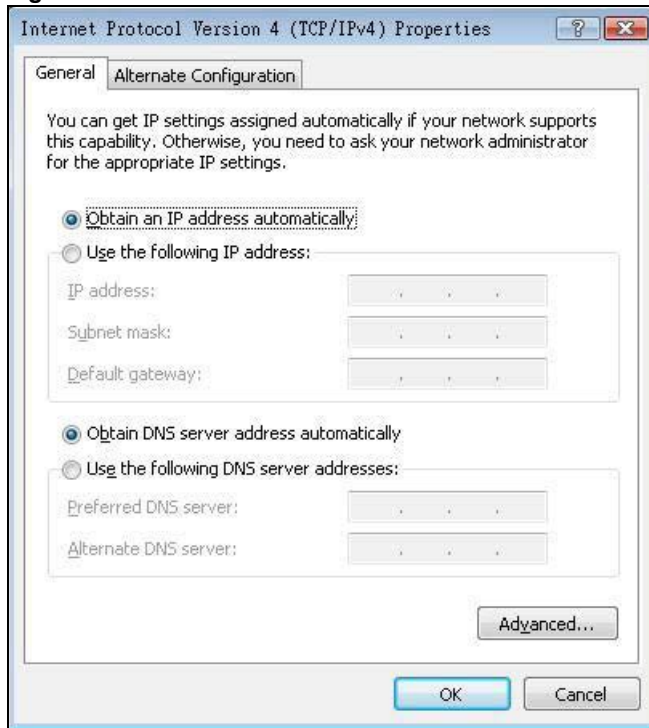 Internet Protocol Version 4 (TCP/IPv4) Properties
General
Alternate Configuration
You can get IP settings assigned automatically if your network supports
this capability. Otherwise, you need to ask your network administrator
for the appropriate IP settings.
Obtain an IP address automatically
Use the following IP address:
IP address:
Subnet mask:
Default gateway:
Obtain DNS server address automatically
Use the following DNS server addresses:
Preferred DNS server:
Alternate DNS server:
Advanced...
OK
Cancel